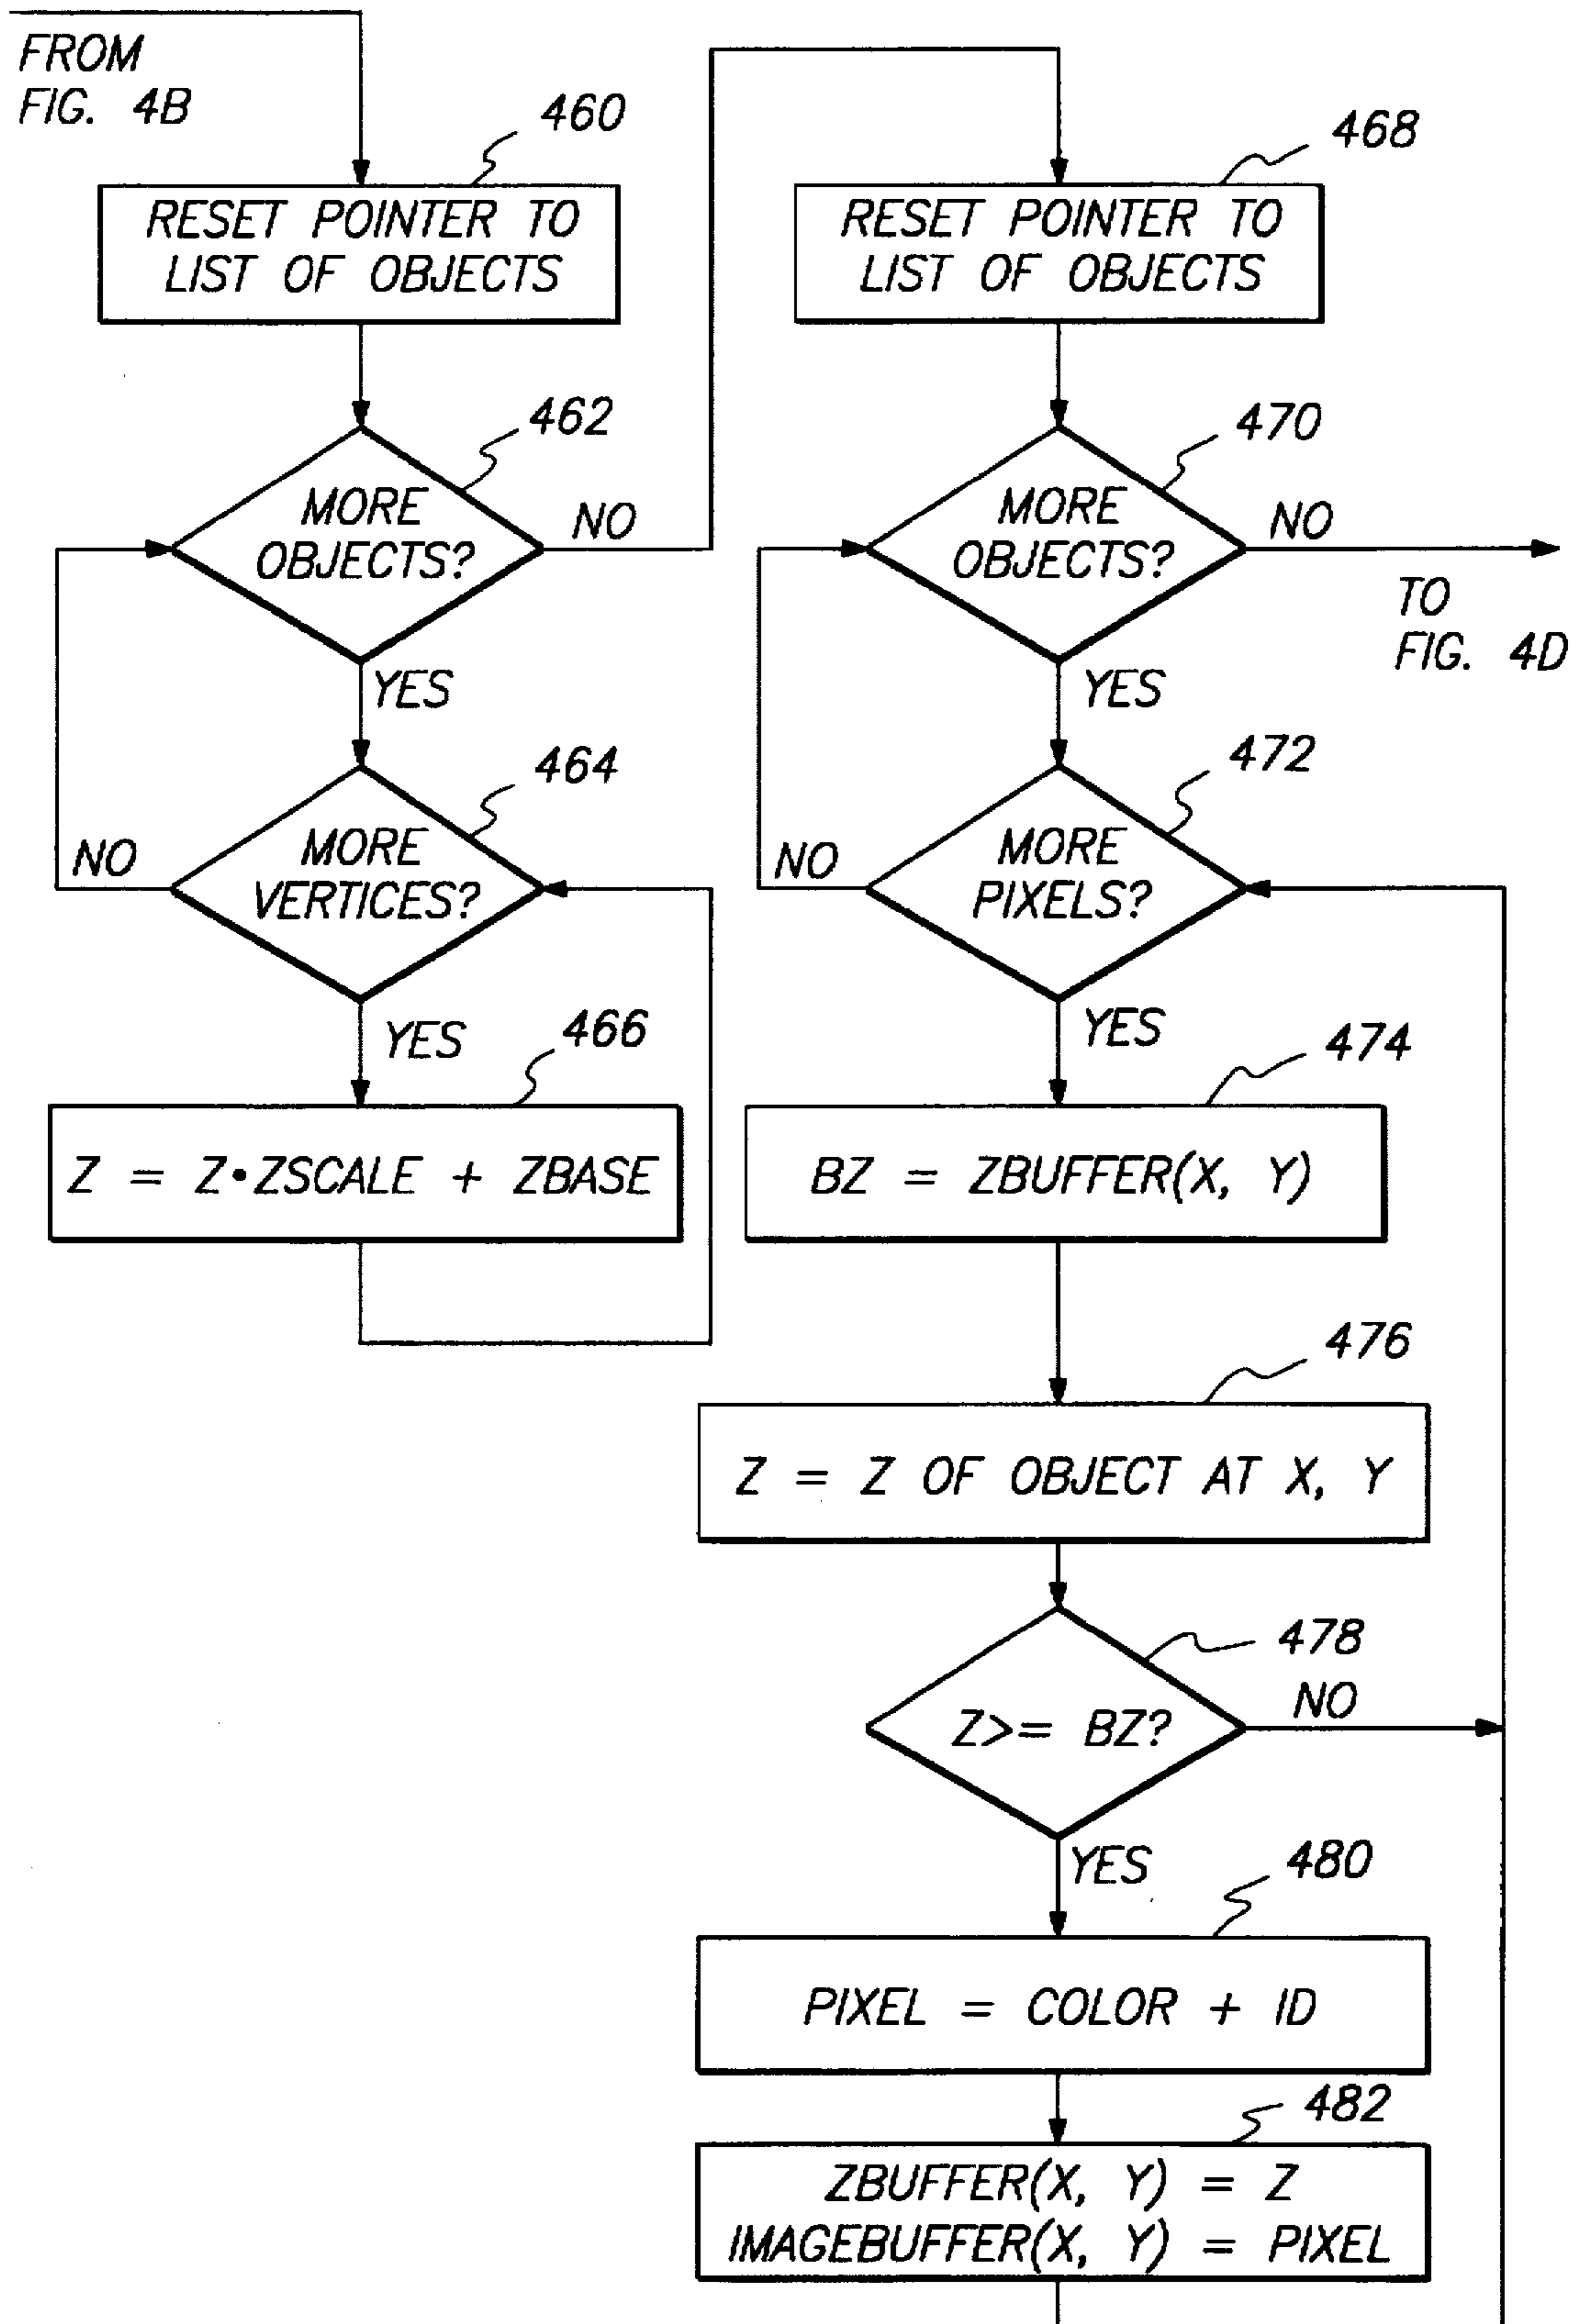 FROM
FIG. 4B
460
RESET POINTER TO
LIST OF OBJECTS
462
MORE
OBJECTS?
NO
YES
464
MORE
VERTICES?
NO
YES
466
Z = Z•ZSCALE + ZBASE
468
RESET POINTER TO
LIST OF OBJECTS
470
MORE
OBJECTS?
NO
TO
FIG. 4D
YES
472
MORE
PIXELS?
NO
YES
474
BZ = ZBUFFER(X, Y)
476
Z = Z OF OBJECT AT X, Y
478
Z>= BZ?
NO
YES
480
PIXEL = COLOR + ID
482
ZBUFFER(X, Y) = Z
IMAGEBUFFER(X, Y) = PIXEL